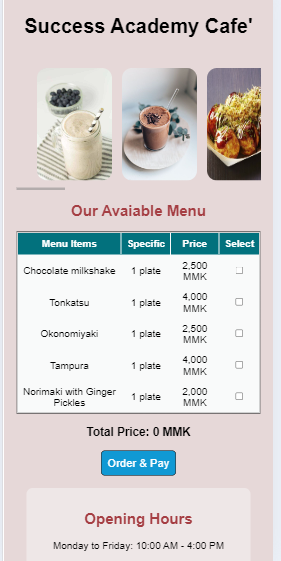 Success Academy Cafe'
Our Avaiable Menu
Menu Items Specific Price Select
Chocolate milkshake 1 plate 2,500
MMK
Tonkatsu 1 plate 4,000
MMK
Okonomiyaki 1 plate 2,500
MMK
Tampura 1 plate 4,000
MMK
Norimaki with Ginger
Pickles 1 plate 2,000
MMK
Total Price: 0 MMK
Order & Pay
Opening Hours
Monday to Friday: 10:00 AM - 4:00 PM